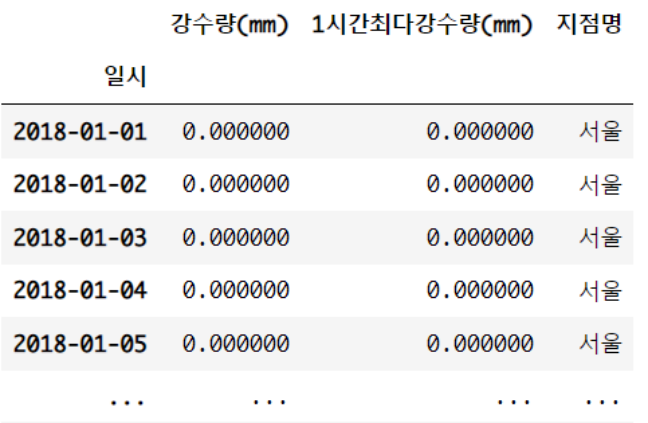 강수량(mm) 1시간최다강수량(mm) 지점명
일시
2018-01-01 0.000000 0.000000 서울
2018-01-02 0.000000 0.000000 서울
2018-01-03 0.000000 0.000000 서울
2018-01-04 0.000000 0.000000 서울
2018-01-05 0.000000 0.000000 서울
... ... ... ...